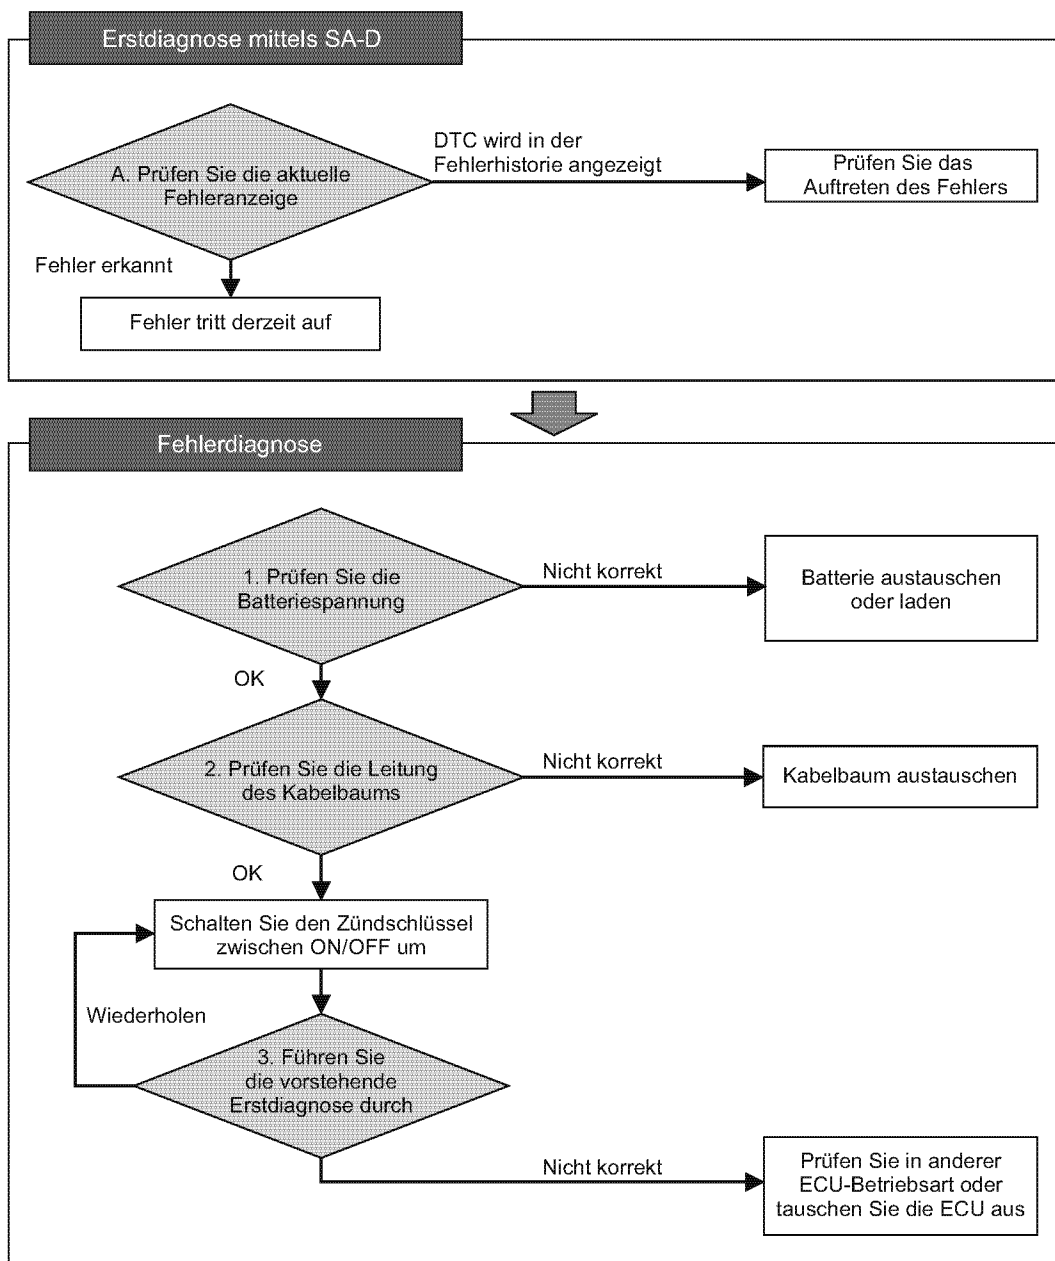 Erstdiagnose mittels SA-D
A. Prüfen Sie die aktuelle
Fehleranzeige
DTC wird in der
Fehlerhistorie angezeigt
Prüfen Sie das
Auftreten des Fehlers
Fehler erkannt
Fehler tritt derzeit auf
Fehlerdiagnose
1. Prüfen Sie die
Batteriespannung
Nicht korrekt
Batterie austauschen
oder laden
OK
2. Prüfen Sie die Leitung
des Kabelbaums
Nicht korrekt
Kabelbaum austauschen
OK
Schalten Sie den Zündschlüssel
zwischen ON/OFF um
Wiederholen
3. Führen Sie
die vorstehende
Erstdiagnose durch
Nicht korrekt
Prüfen Sie in anderer
ECU-Betriebsart oder
tauschen Sie die ECU aus